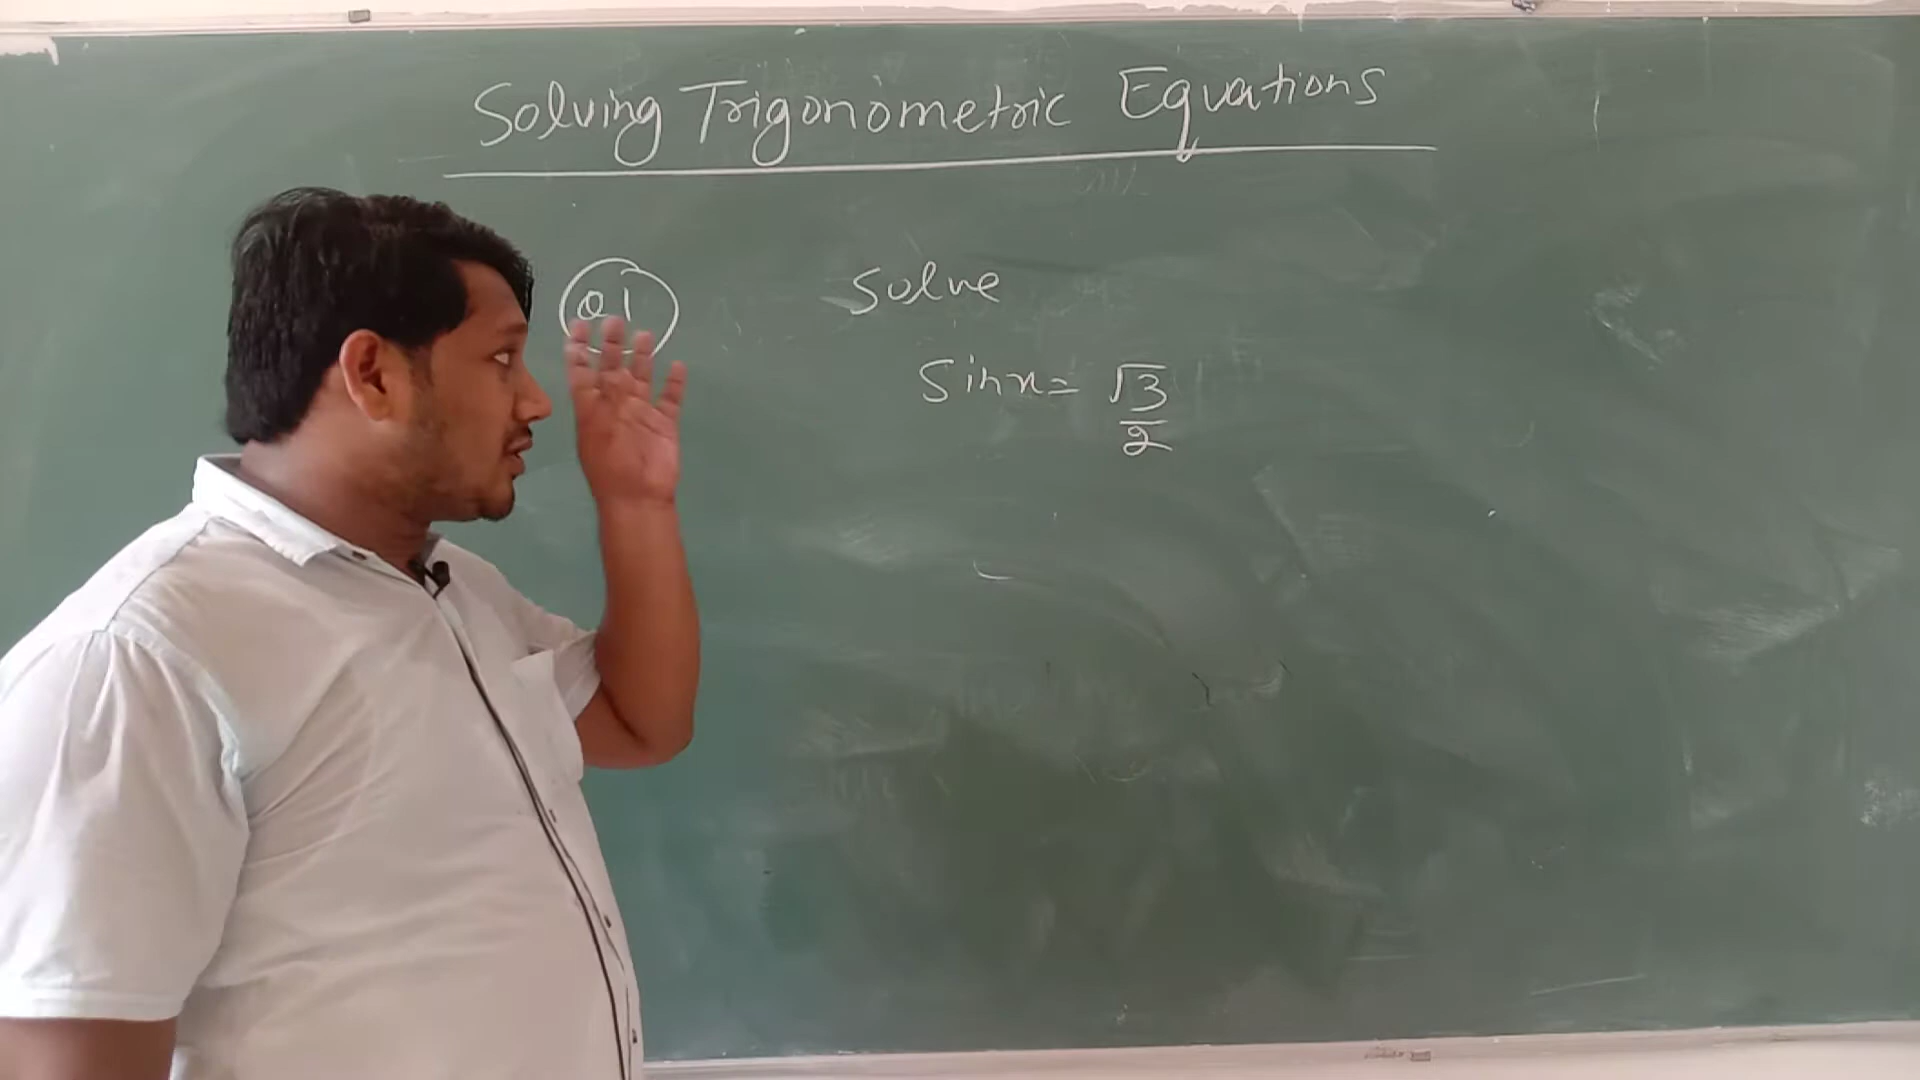 Solving Trigonometric Equations
Q1 Solve
Sinx = √3/2